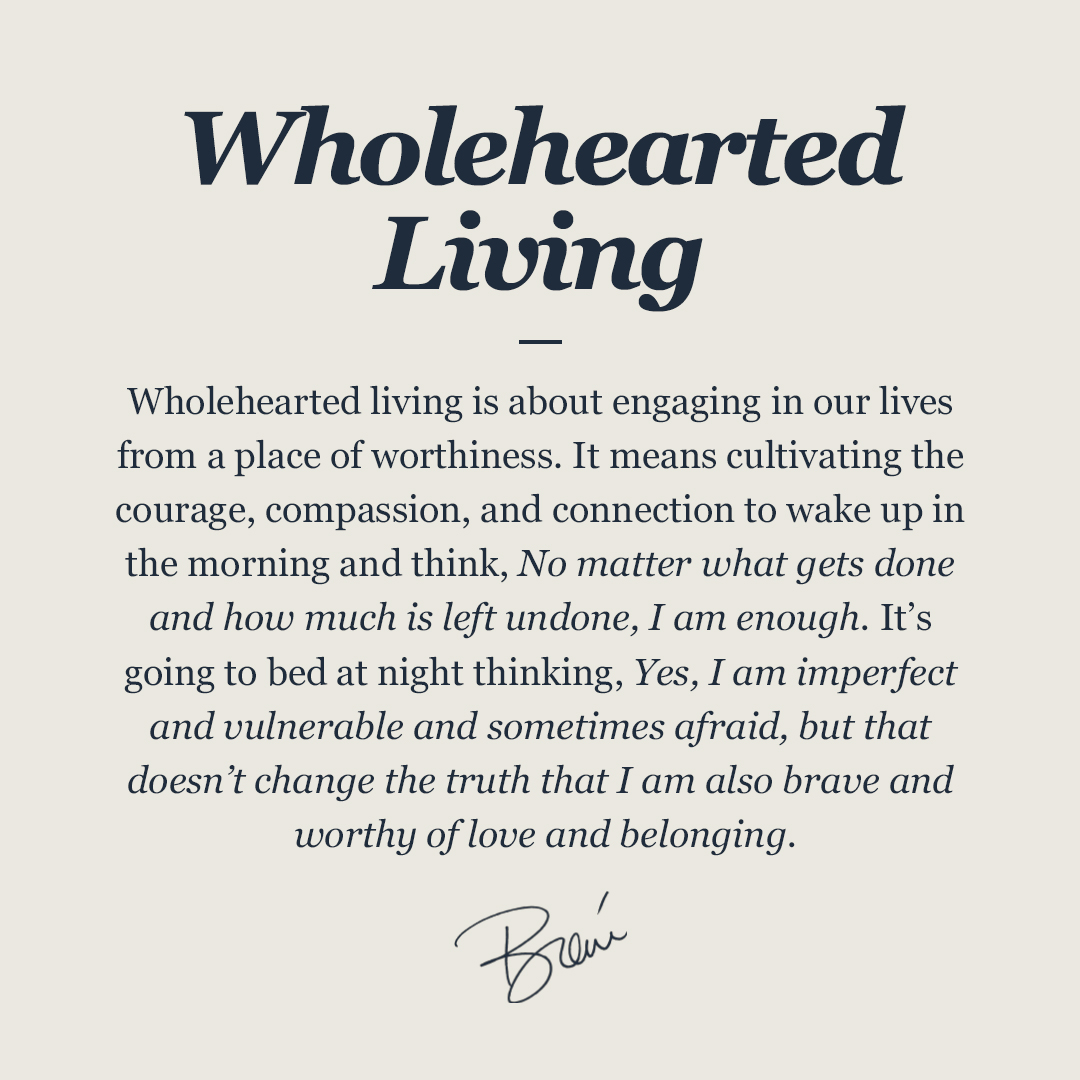 Wholehearted
Living
Wholehearted living is about engaging in our lives
from a place of worthiness. It means cultivating the
courage, compassion, and connection to wake up in
the morning and think, No matter what gets done
and how much is left undone, I am enough. It’s
going to bed at night thinking, Yes, I am imperfect
and vulnerable and sometimes afraid, but that
doesn’t change the truth that I am also brave and
worthy of love and belonging.
Brené